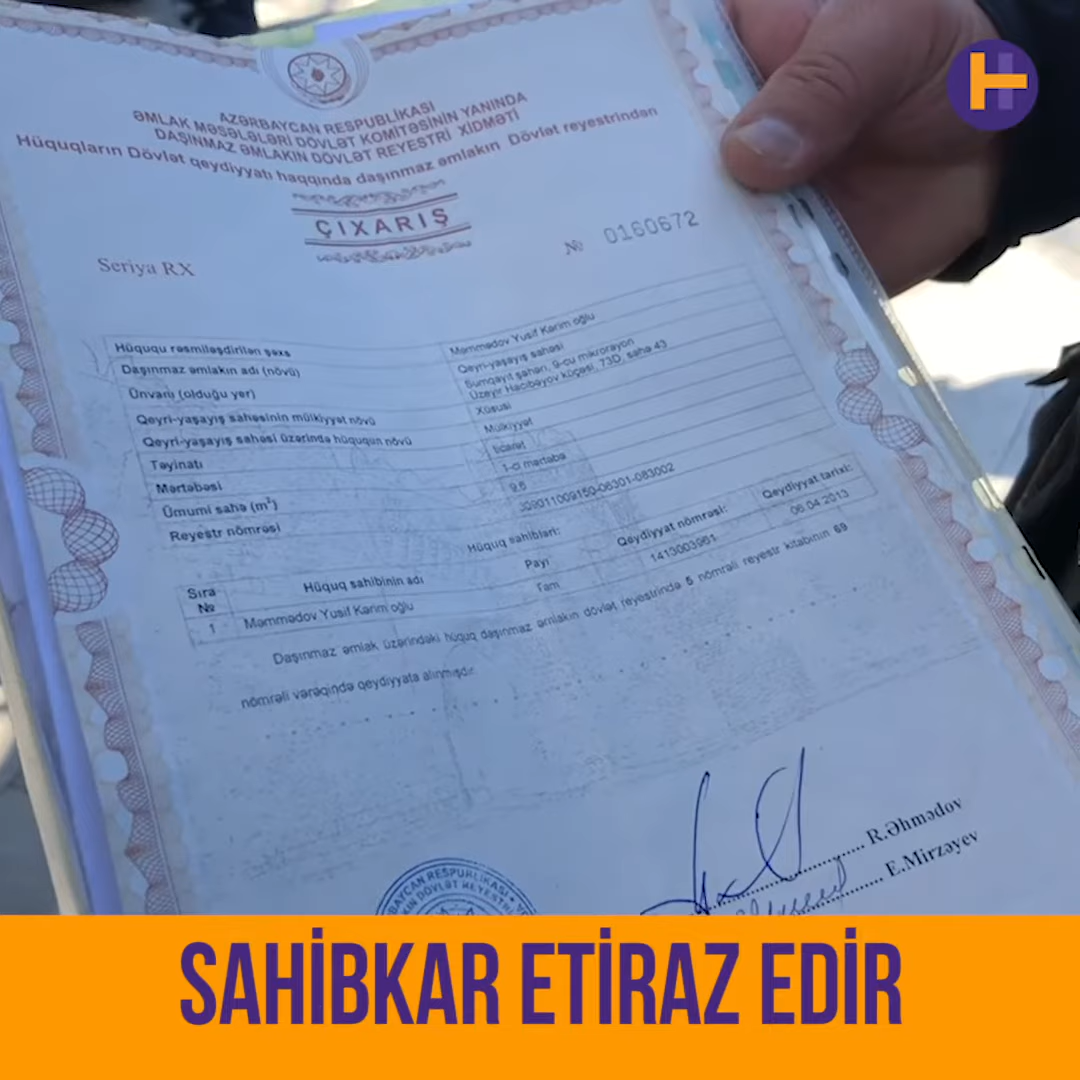 AZƏRBAYCAN RESPUBLİKASI
ƏMLAK MƏSƏLƏLƏRİ DÖVLƏT KOMİTƏSİNİN YANINDA
DAŞINMAZ ƏMLAKIN DÖVLƏT REYESTRİ XİDMƏTİ
Hüquqların Dövlət qeydiyyatı haqqında daşınmaz əmlakın Dövlət reyestrindən
ÇIXARIŞ
Seriya RX № 0160672
Hüququ rəsmiləşdirilən şəxs Məmmədov Yusif Kərim oğlu
Daşınmaz əmlakın adı (növü) Qeyri-yaşayış sahəsi
Ünvanı (olduğu yer) Sumqayıt şəhəri, 9-cu mikrorayon
Üzeyir Hacıbəyov küçəsi, 73D, sahə 43
Qeyri-yaşayış sahəsinin mülkiyyət növü Xüsusi
Qeyri-yaşayış sahəsi üzərində hüququn növü Mülkiyyət
Təyinatı ticarət
Mərtəbəsi 1-ci mərtəbə
Ümumi sahə (m²) 9.6
Reyestr nömrəsi
Hüquq sahibləri:
Sıra № Hüquq sahibinin adı Payı Qeydiyyat nömrəsi: Qeydiyyat tarixi:
1 Məmmədov Yusif Kərim oğlu Tam 1413003961 06.04.2013
Daşınmaz əmlak üzərindəki hüquq daşınmaz əmlakın dövlət reyestrində 5 nömrəli reyestr kitabının 69
nömrəli vərəqində qeydiyyata alınmışdır
R.Əhmədov
E.Mirzəyev
SAHİBKAR ETİRAZ EDİR